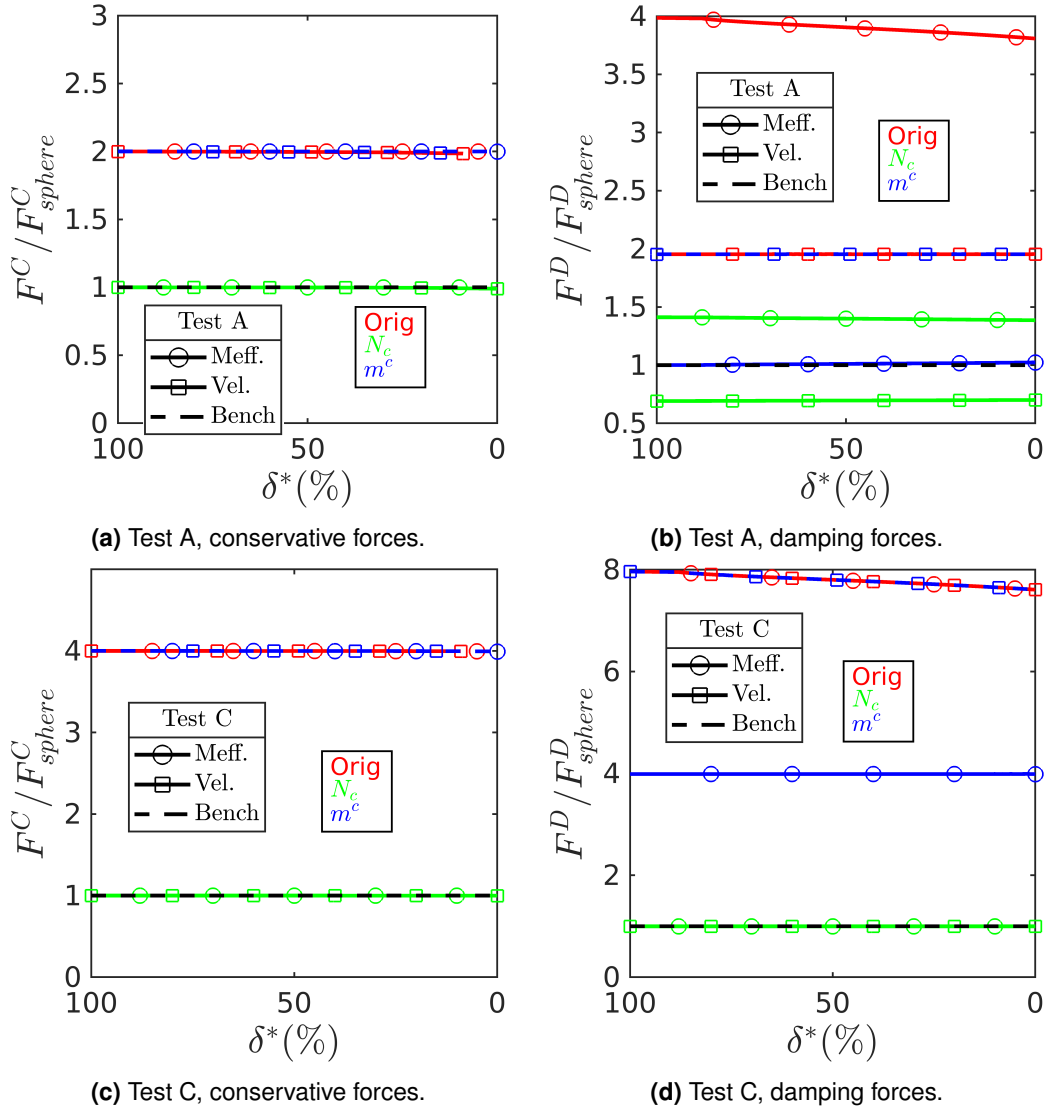 3
2.5
2
1.5
1
0.5
0
F^C / F^C_sphere
Test A
Meff.
Vel.
Bench
Orig
N_c
m^c
100
50
0
δ*(%)
(a) Test A, conservative forces.
4
3.5
3
2.5
2
1.5
1
0.5
F^D / F^D_sphere
Test A
Meff.
Vel.
Bench
Orig
N_c
m^c
100
50
0
δ*(%)
(b) Test A, damping forces.
4
3
2
1
0
F^C / F^C_sphere
Test C
Meff.
Vel.
Bench
Orig
N_c
m^c
100
50
0
δ*(%)
(c) Test C, conservative forces.
8
6
4
2
0
F^D / F^D_sphere
Test C
Meff.
Vel.
Bench
Orig
N_c
m^c
100
50
0
δ*(%)
(d) Test C, damping forces.